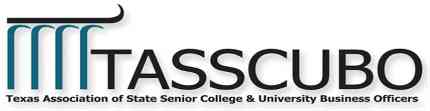 TASSCUBO
Texas Association of State Senior College & University Business Officers